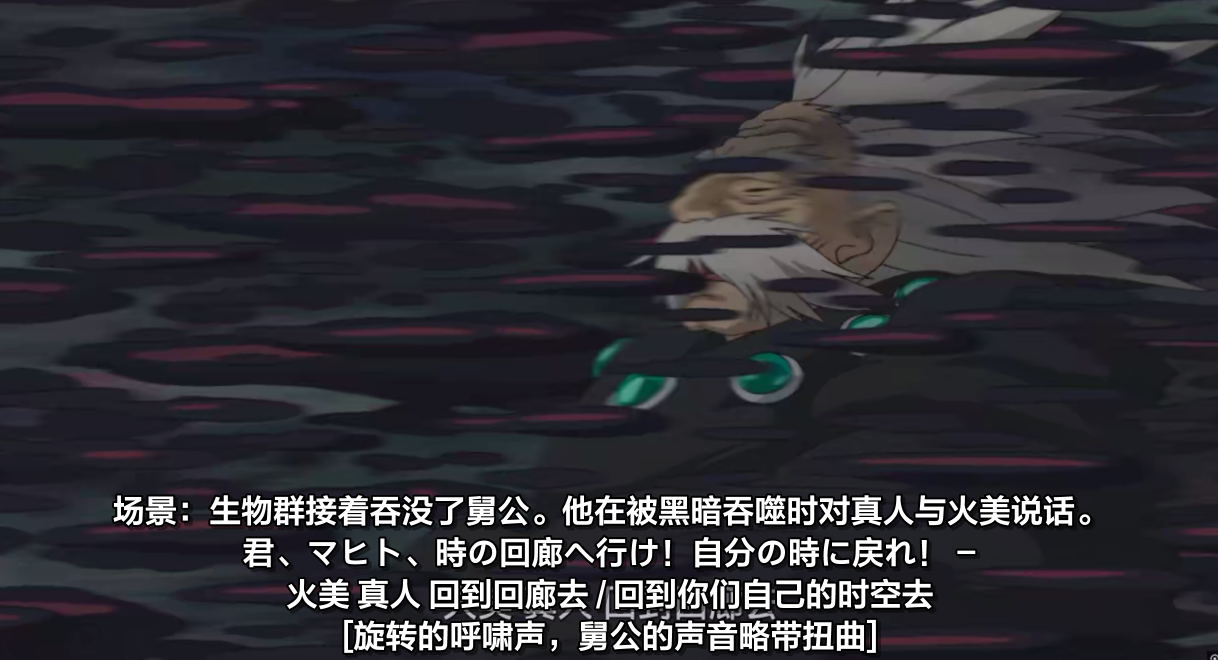 场景：生物群接着吞没了舅公。他在被黑暗吞噬时对真人与火美说话。
君、マヒト、時の回廊へ行け！自分の時に戻れ！ –
火美 真人 回到回廊去 / 回到你们自己的时空去
[旋转的呼啸声，舅公的声音略带扭曲]